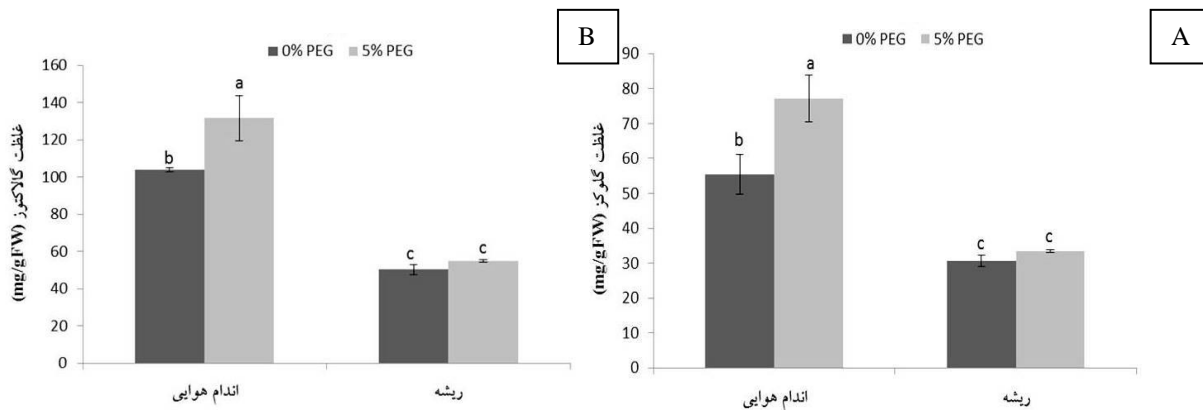 B
0% PEG 5% PEG
غلظت گالاکتوز (mg/gFW)
160
140
120
100
80
60
40
20
0
b
a
c
c
اندام هوایی
ریشه
A
0% PEG 5% PEG
غلظت گلوکز (mg/gFW)
90
80
70
60
50
40
30
20
10
0
b
a
c
c
اندام هوایی
ریشه